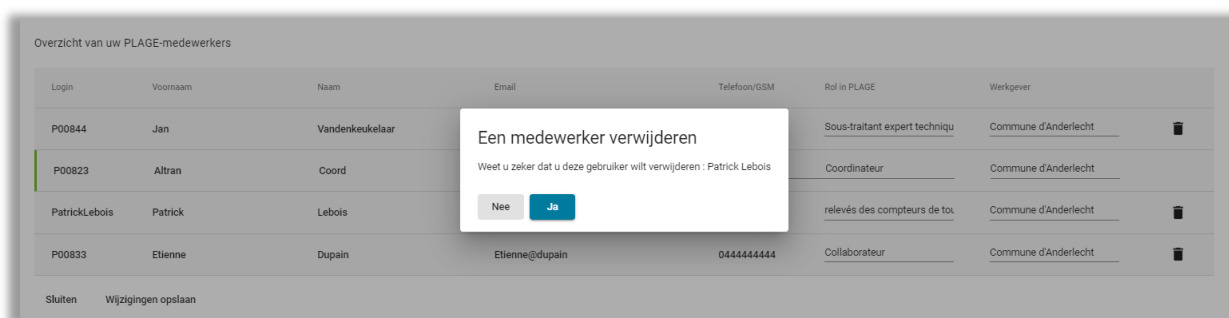 Overzicht van uw PLAGE-medewerkers
Login Voornaam Naam Email Telefoon/GSM Rol in PLAGE Werkgever
P00844 Jan Vandenkeukelaar Sous-traitant expert techniqu Commune d'Anderlecht
Een medewerker verwijderen
Weet u zeker dat u deze gebruiker wilt verwijderen : Patrick Lebois
P00823 Altran Coord Coordinateur Commune d'Anderlecht
Nee Ja
PatrickLebois Patrick Lebois relevés des compteurs de tou Commune d'Anderlecht
P00833 Etienne Dupain Etienne@dupain 0444444444 Collaborateur Commune d'Anderlecht
Sluiten Wijzigingen opslaan